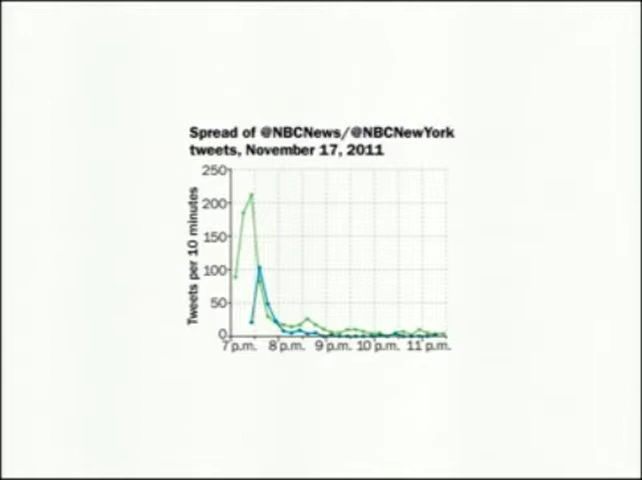 Spread of @NBCNews/@NBCNewYork
tweets, November 17, 2011
Tweets per 10 minutes
250
200
150
100
50
0
7 p.m. 8 p.m. 9 p.m. 10 p.m. 11 p.m.